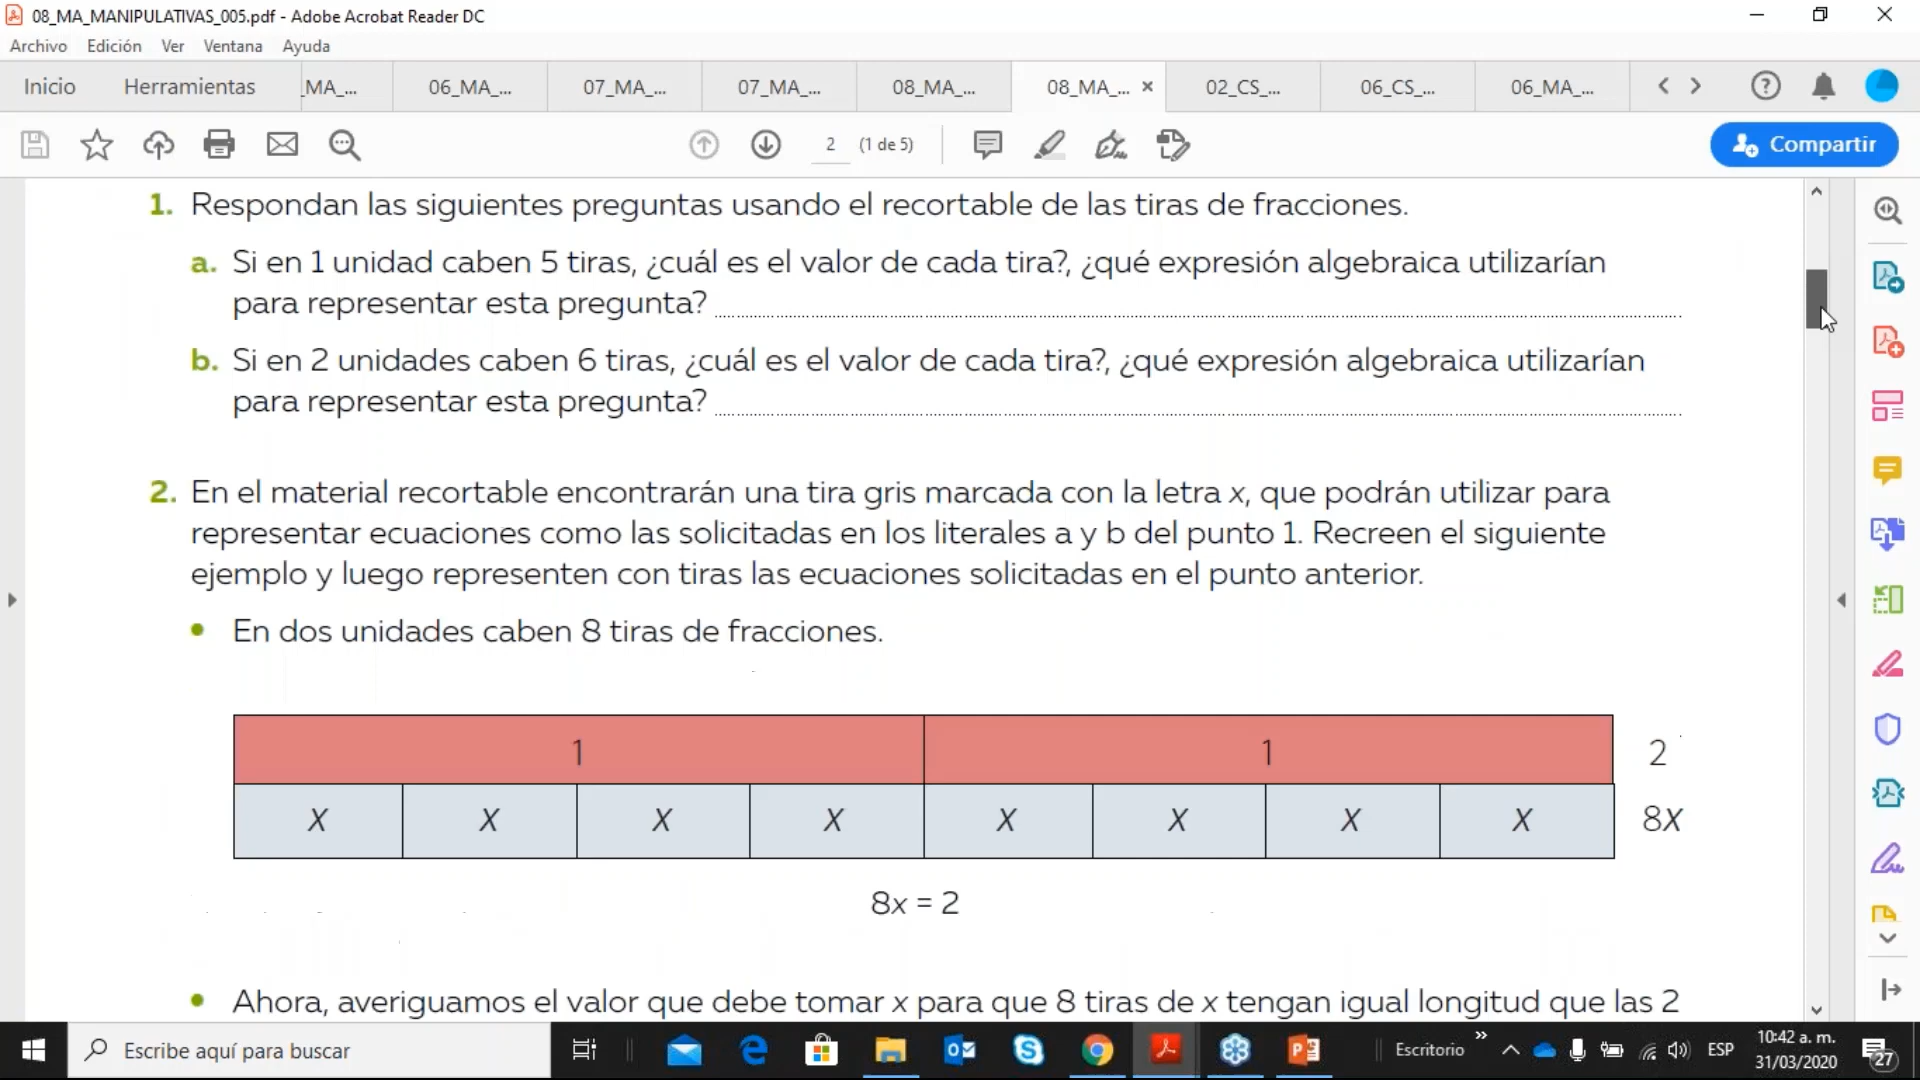 08_MA_MANIPULATIVAS_005.pdf - Adobe Acrobat Reader DC
Archivo Edición Ver Ventana Ayuda
Inicio Herramientas _MA_... 06_MA_... 07_MA_... 07_MA_... 08_MA_... 08_MA_... 02_CS_... 06_CS_... 06_MA_...
2 (1 de 5) Compartir
1. Respondan las siguientes preguntas usando el recortable de las tiras de fracciones.
a. Si en 1 unidad caben 5 tiras, ¿cuál es el valor de cada tira?, ¿qué expresión algebraica utilizarían
para representar esta pregunta?
b. Si en 2 unidades caben 6 tiras, ¿cuál es el valor de cada tira?, ¿qué expresión algebraica utilizarían
para representar esta pregunta?
2. En el material recortable encontrarán una tira gris marcada con la letra x, que podrán utilizar para
representar ecuaciones como las solicitadas en los literales a y b del punto 1. Recreen el siguiente
ejemplo y luego representen con tiras las ecuaciones solicitadas en el punto anterior.
• En dos unidades caben 8 tiras de fracciones.
1 1 2
X X X X X X X X 8X
8x = 2
• Ahora, averiguamos el valor que debe tomar x para que 8 tiras de x tengan igual longitud que las 2
Escribe aquí para buscar
Escritorio » ESP
10:42 a. m.
31/03/2020
27